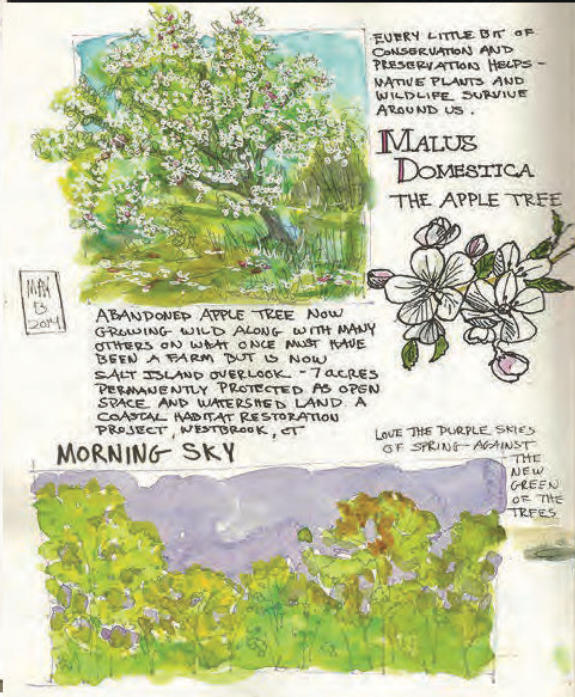 EVERY LITTLE BIT OF
CONSERVATION AND
PRESERVATION HELPS -
NATIVE PLANTS AND
WILDLIFE SURVIVE
AROUND US.
MALUS
DOMESTICA
THE APPLE TREE
MAY
13
2014
ABANDONED APPLE TREE NOW
GROWING WILD ALONG WITH MANY
OTHERS ON WHAT ONCE MUST HAVE
BEEN A FARM BUT IS NOW
SALT ISLAND OVERLOOK - 7 ACRES
PERMANENTLY PROTECTED AS OPEN
SPACE AND WATERSHED LAND. A
COASTAL HABITAT RESTORATION
PROJECT, WESTBROOK, CT
LOVE THE PURPLE SKIES
OF SPRING - AGAINST
THE
NEW
GREEN
OF THE
TREES
MORNING SKY